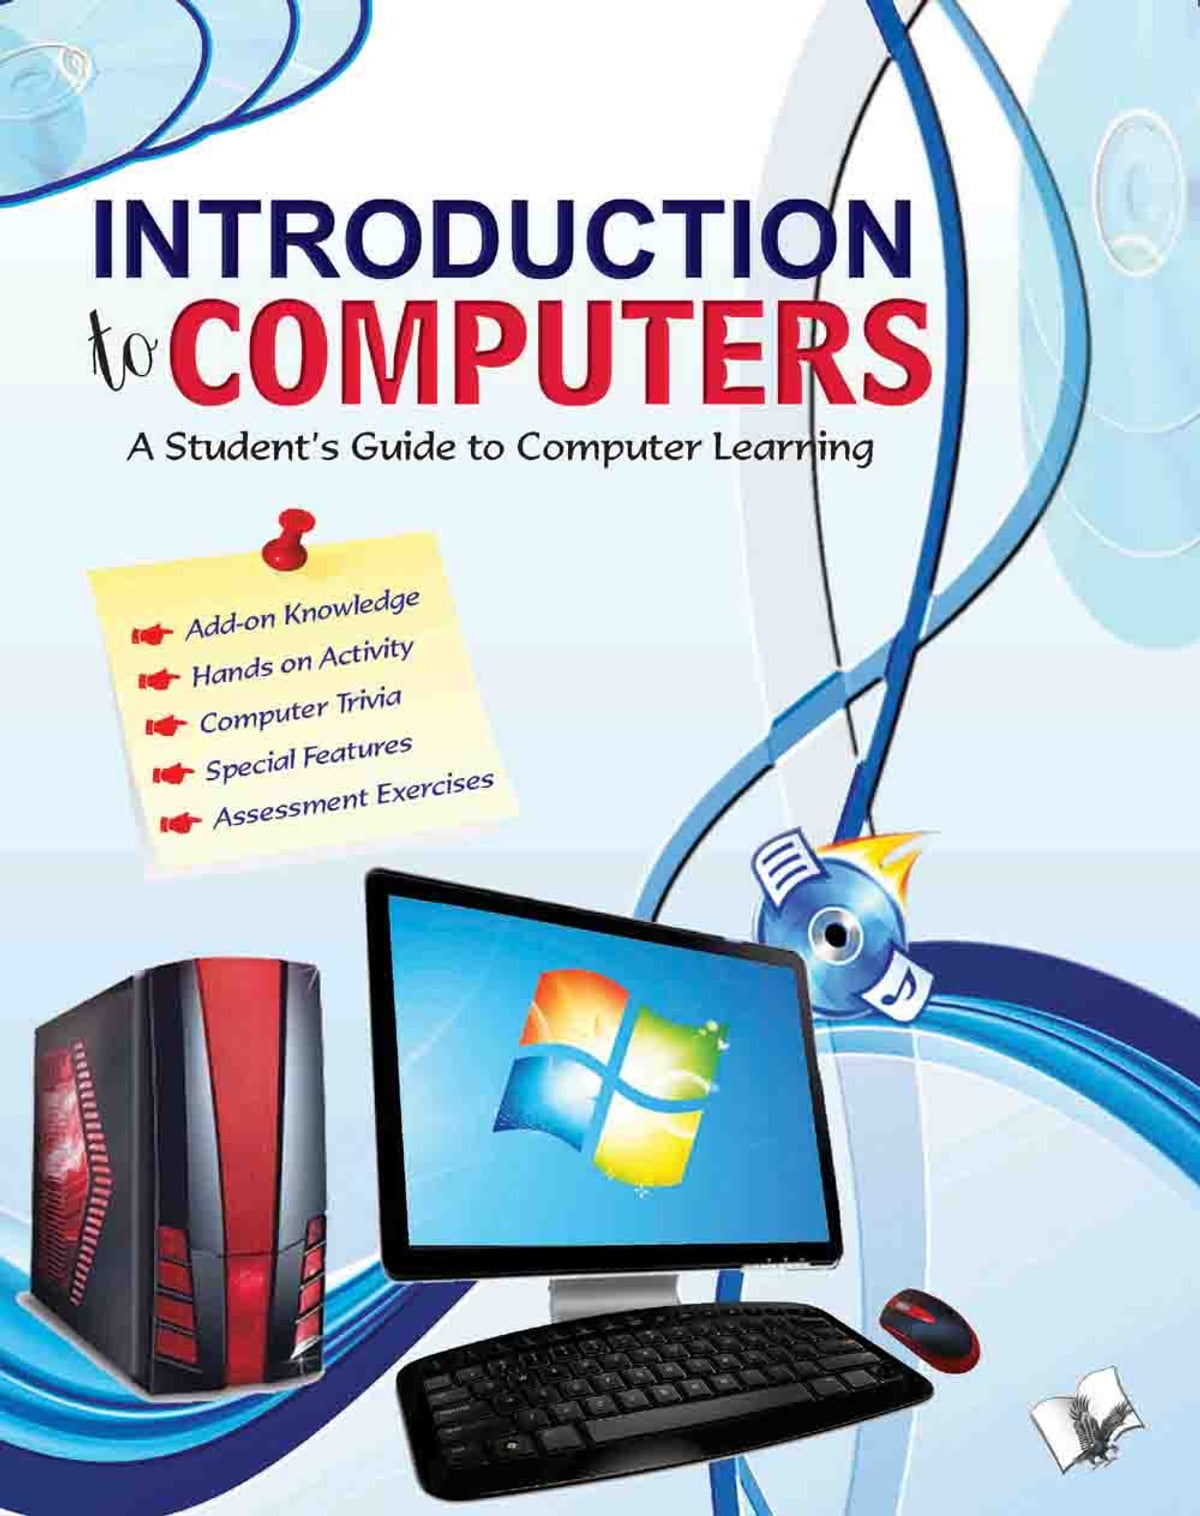 INTRODUCTION
to COMPUTERS
A Student's Guide to Computer Learning
Add-on Knowledge
Hands on Activity
Computer Trivia
Special Features
Assessment Exercises